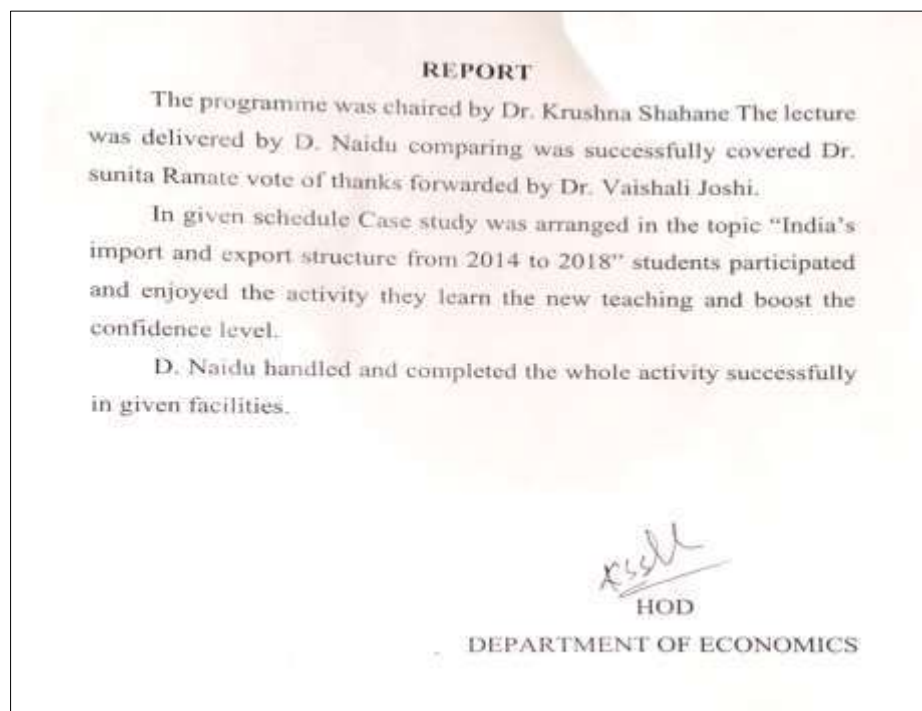 REPORT
The programme was chaired by Dr. Krushna Shahane The lecture
was delivered by D. Naidu comparing was successfully covered Dr.
sunita Ranate vote of thanks forwarded by Dr. Vaishali Joshi.
In given schedule Case study was arranged in the topic “India’s
import and export structure from 2014 to 2018” students participated
and enjoyed the activity they learn the new teaching and boost the
confidence level.
D. Naidu handled and completed the whole activity successfully
in given facilities.
HOD
DEPARTMENT OF ECONOMICS